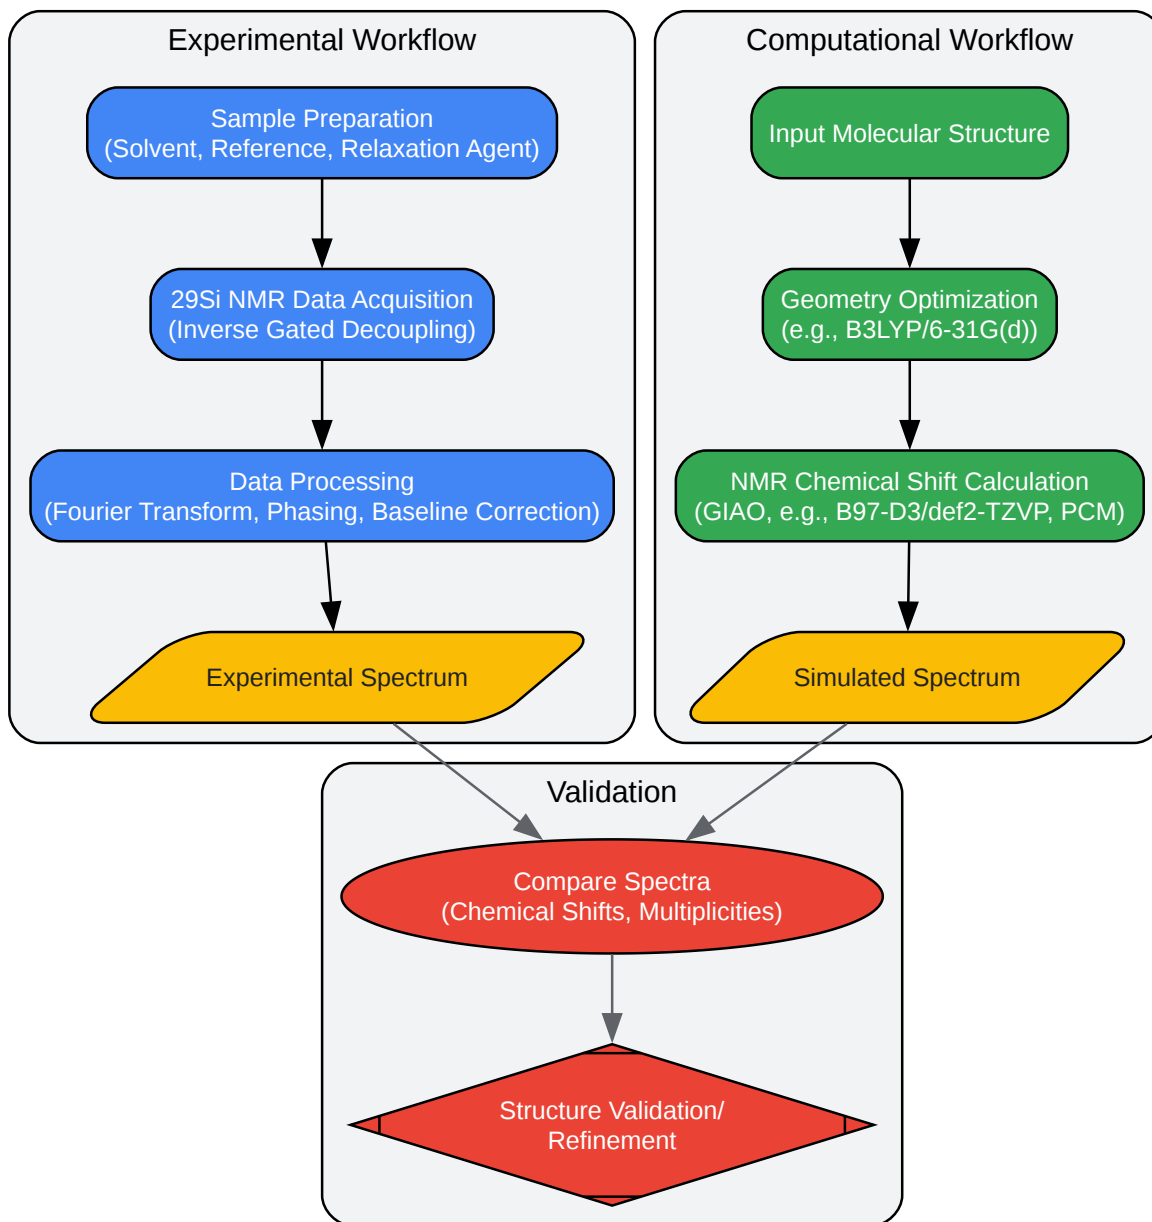 Experimental Workflow
Sample Preparation
(Solvent, Reference, Relaxation Agent)
29Si NMR Data Acquisition
(Inverse Gated Decoupling)
Data Processing
(Fourier Transform, Phasing, Baseline Correction)
Experimental Spectrum
Computational Workflow
Input Molecular Structure
Geometry Optimization
(e.g., B3LYP/6-31G(d))
NMR Chemical Shift Calculation
(GIAO, e.g., B97-D3/def2-TZVP, PCM)
Simulated Spectrum
Validation
Compare Spectra
(Chemical Shifts, Multiplicities)
Structure Validation/
Refinement